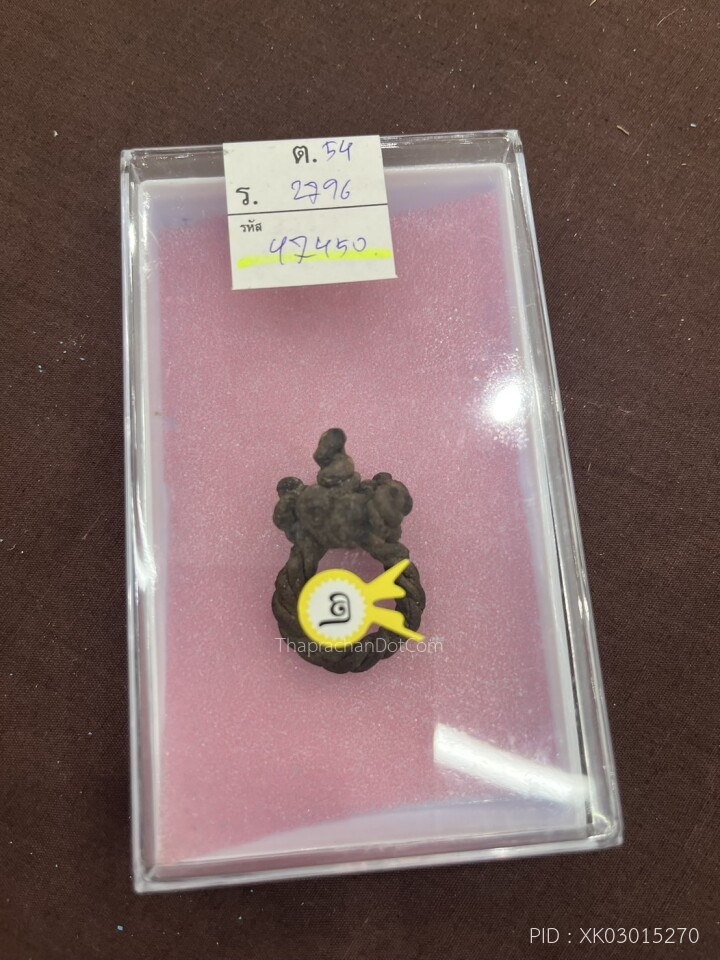 ต. 54
ร. 2796
รหัส
47450
๒
ThaprachanDotCom
PID : XK03015270